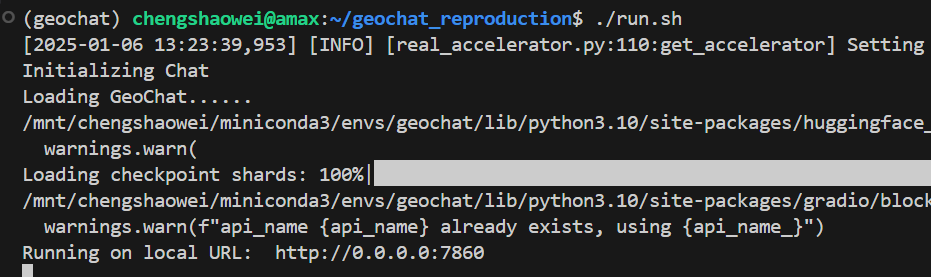 (geochat) chengshaowei@amax:~/geochat_reproduction$ ./run.sh
[2025-01-06 13:23:39,953] [INFO] [real_accelerator.py:110:get_accelerator] Setting
Initializing Chat
Loading GeoChat......
/mnt/chengshaowei/miniconda3/envs/geochat/lib/python3.10/site-packages/huggingface_
  warnings.warn(
Loading checkpoint shards: 100%|
/mnt/chengshaowei/miniconda3/envs/geochat/lib/python3.10/site-packages/gradio/block
  warnings.warn(f"api_name {api_name} already exists, using {api_name_}")
Running on local URL:  http://0.0.0.0:7860